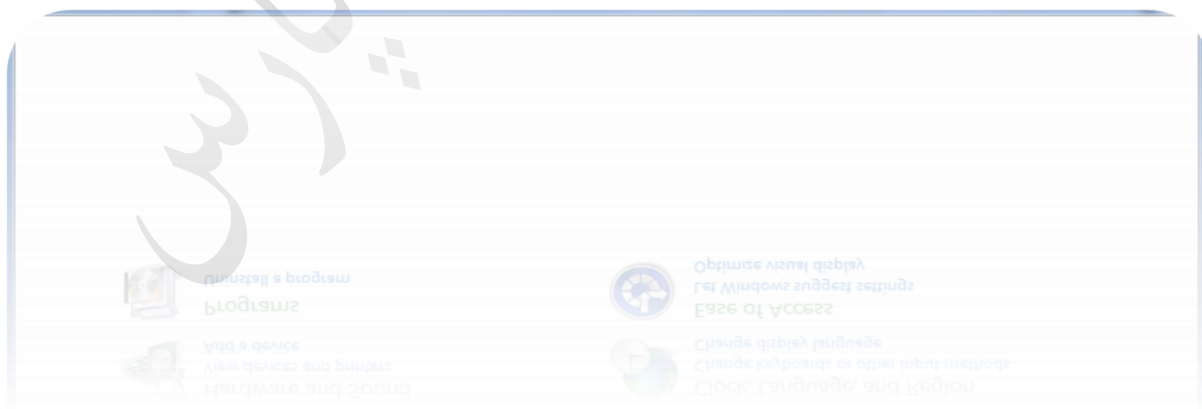 Uninstall a program
Programs
Add a device
View devices and printers
Hardware and Sound
Optimize visual display
Let Windows suggest settings
Ease of Access
Change display language
Change keyboards or other input methods
Clock, Language, and Region